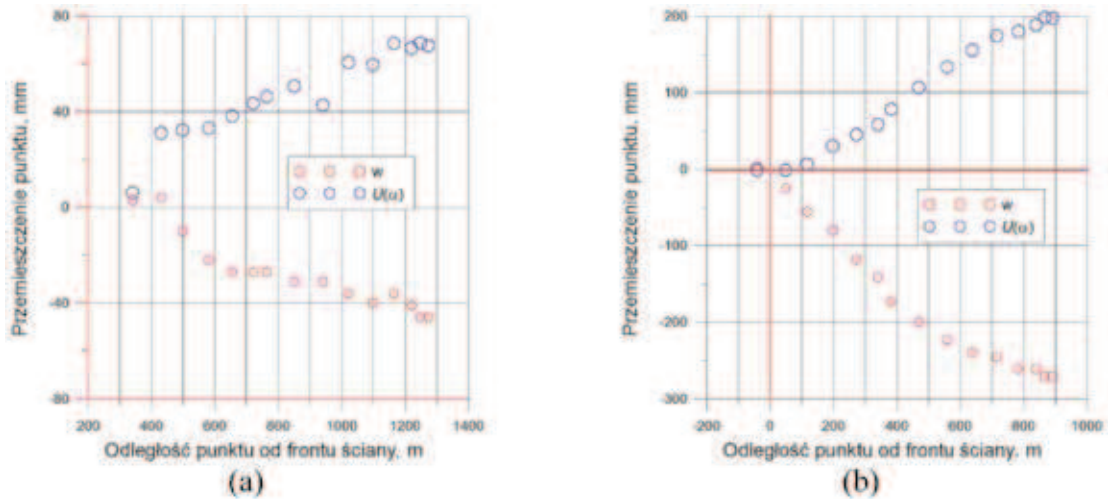 80
40
0
-40
-80
Przemieszczenie punktu, mm
w
U(α)
200 400 600 800 1000 1200 1400
Odległość punktu od frontu ściany, m
(a)
200
100
0
-100
-200
-300
Przemieszczenie punktu, mm
w
U(α)
-200 0 200 400 600 800 1000
Odległość punktu od frontu ściany, m
(b)